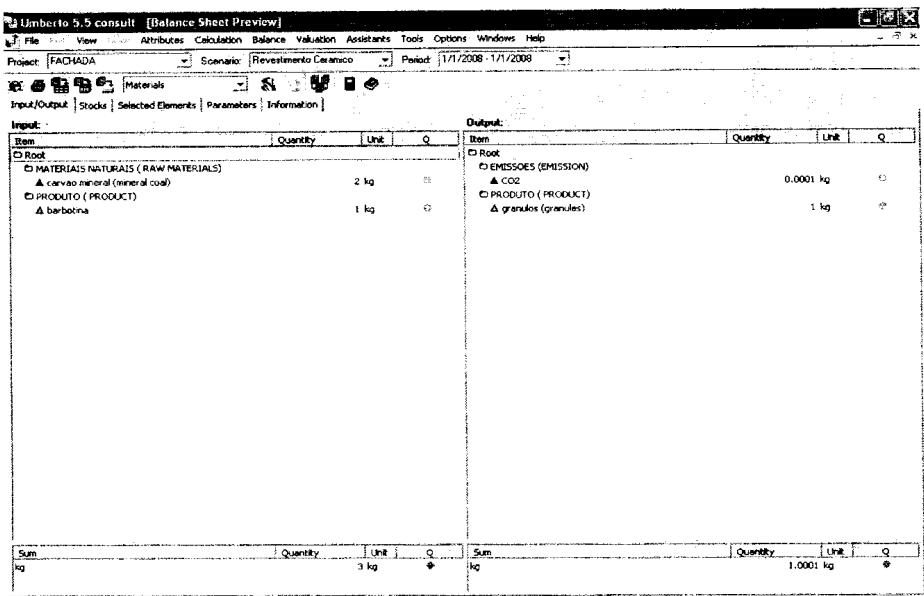 Umberto 5.5 consult - [Balance Sheet Preview]
File View Attributes Calculation Balance Valuation Assistants Tools Options Windows Help
Project: FACHADA Scenario: Revestimento Ceramico Period: 1/1/2008 - 1/1/2008
Materials
Input/Output Stocks Selected Elements Parameters Information
Input:
Item Quantity Unit Q
Root
MATERIAIS NATURAIS ( RAW MATERIALS)
carvao mineral (mineral coal) 2 kg
PRODUTO ( PRODUCT)
barbotina 1 kg
Sum Quantity Unit Q
kg 3 kg
Output:
Item Quantity Unit Q
Root
EMISSOES (EMISSION)
CO2 0.0001 kg
PRODUTO ( PRODUCT)
granulos (granules) 1 kg
Sum Quantity Unit Q
kg 1.0001 kg